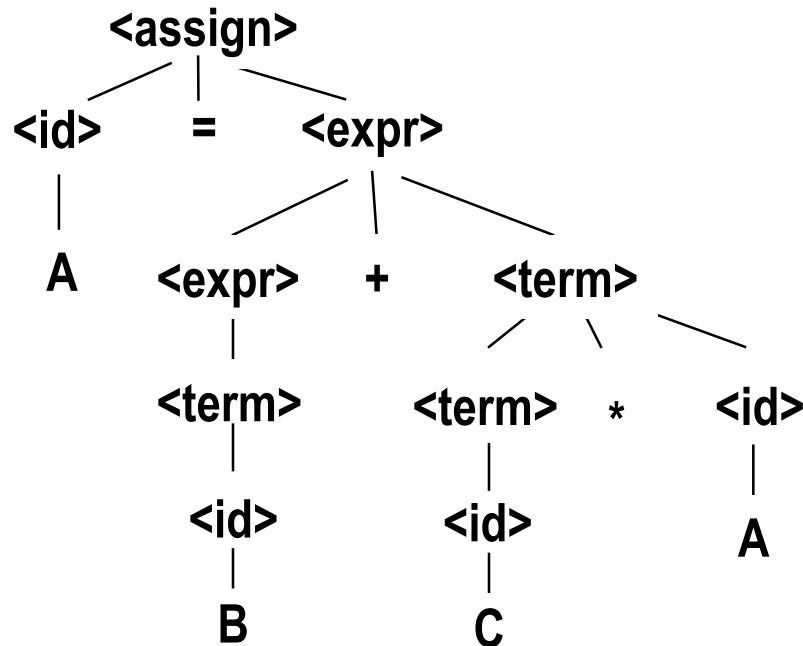 <assign>
<id> = <expr>
A <expr> + <term>
<term> <term> * <id>
<id> <id> A
B C